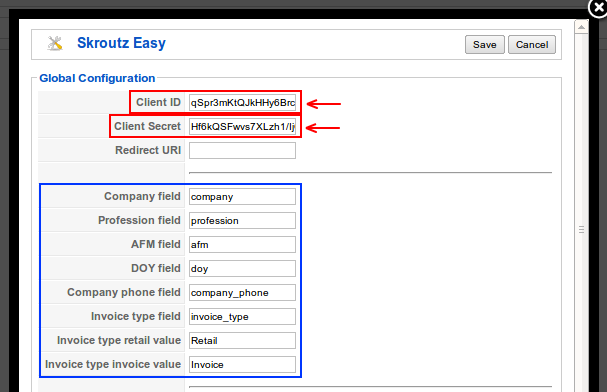 Skroutz Easy
Save Cancel
Global Configuration
Client ID qSpr3mKtQJkHHy6Brc
Client Secret Hf6kQSFwvs7XLzh1/Ij
Redirect URI
Company field company
Profession field profession
AFM field afm
DOY field doy
Company phone field company_phone
Invoice type field invoice_type
Invoice type retail value Retail
Invoice type invoice value Invoice